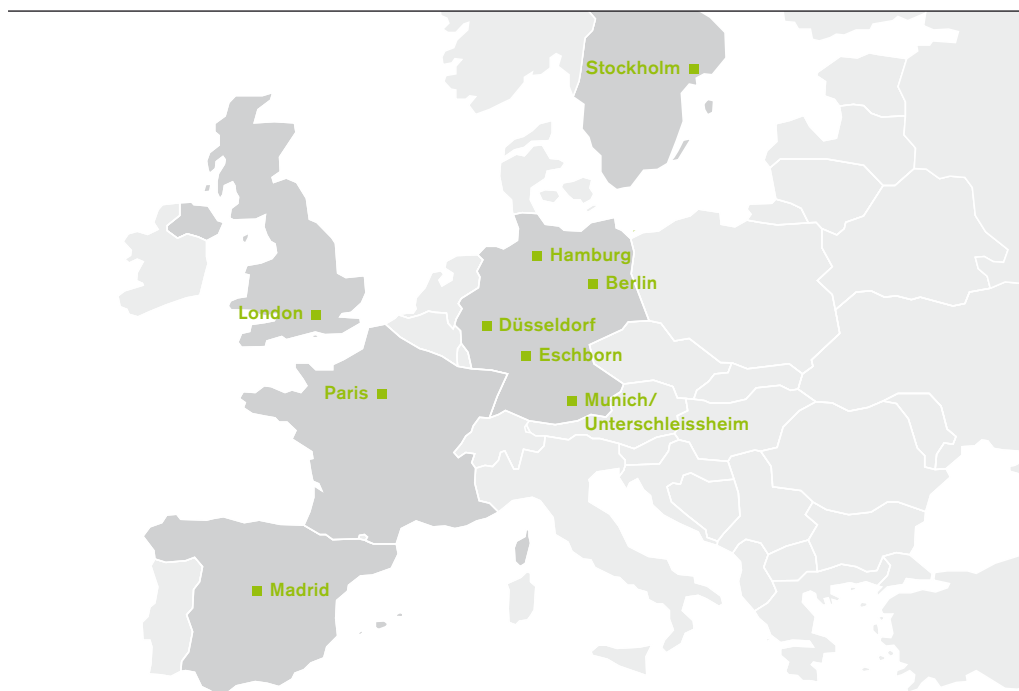 Stockholm
Hamburg
Berlin
London
Düsseldorf
Eschborn
Paris
Munich/
Unterschleissheim
Madrid